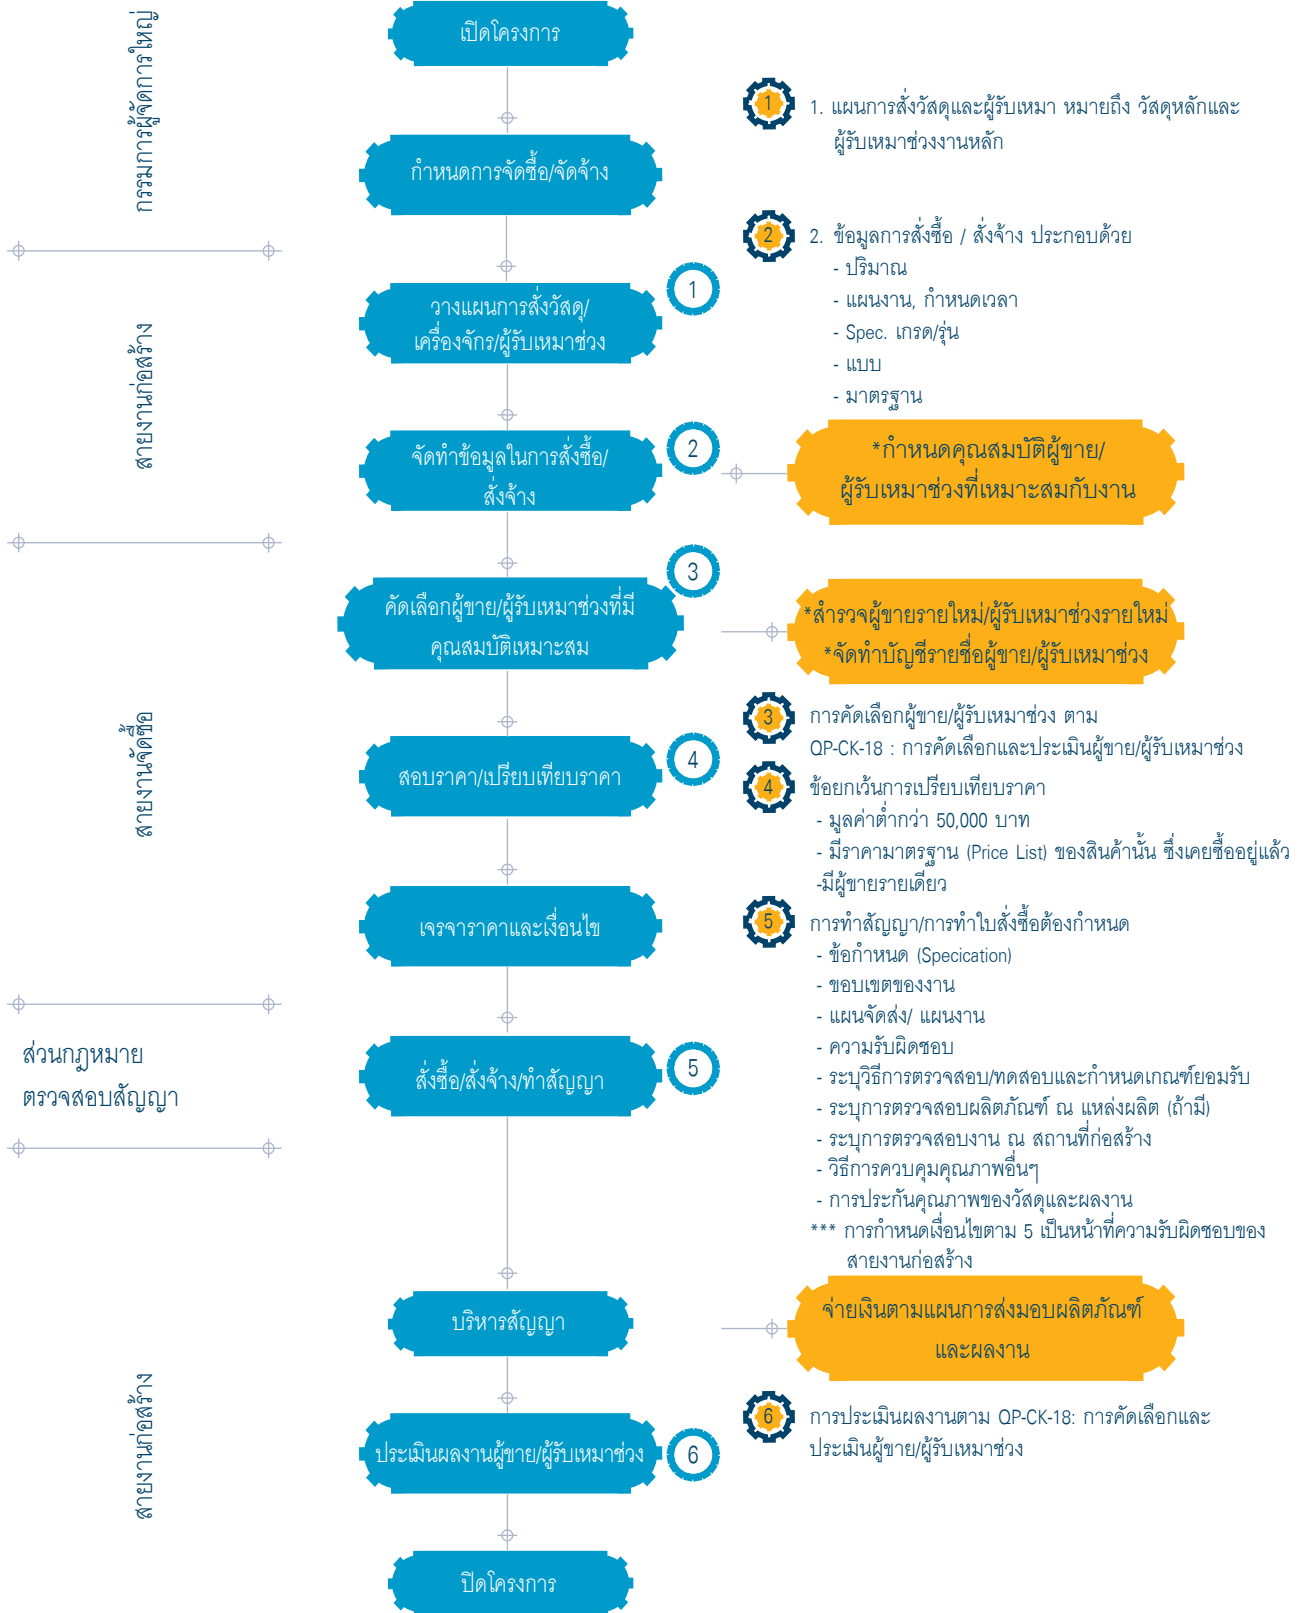 กรรมการผู้จัดการใหญ่
เปิดโครงการ
กำหนดการจัดซื้อ/จัดจ้าง
1
1. แผนการสั่งวัสดุและผู้รับเหมา หมายถึง วัสดุหลักและ
ผู้รับเหมาช่วงงานหลัก
2
2. ข้อมูลการสั่งซื้อ / สั่งจ้าง ประกอบด้วย
- ปริมาณ
- แผนงาน, กำหนดเวลา
- Spec. เกรด/รุ่น
- แบบ
- มาตรฐาน
สายงานก่อสร้าง
วางแผนการสั่งวัสดุ/
เครื่องจักร/ผู้รับเหมาช่วง
1
จัดทำข้อมูลในการสั่งซื้อ/
สั่งจ้าง
2
*กำหนดคุณสมบัติผู้ขาย/
ผู้รับเหมาช่วงที่เหมาะสมกับงาน
สายงานจัดซื้อ
คัดเลือกผู้ขาย/ผู้รับเหมาช่วงที่มี
คุณสมบัติเหมาะสม
3
*สำรวจผู้ขายรายใหม่/ผู้รับเหมาช่วงรายใหม่
*จัดทำบัญชีรายชื่อผู้ขาย/ผู้รับเหมาช่วง
3
การคัดเลือกผู้ขาย/ผู้รับเหมาช่วง ตาม
QP-CK-18 : การคัดเลือกและประเมินผู้ขาย/ผู้รับเหมาช่วง
สอบราคา/เปรียบเทียบราคา
4
4
ข้อยกเว้นการเปรียบเทียบราคา
- มูลค่าต่ำกว่า 50,000 บาท
- มีราคามาตรฐาน (Price List) ของสินค้านั้น ซึ่งเคยซื้ออยู่แล้ว
-มีผู้ขายรายเดียว
เจรจาราคาและเงื่อนไข
5
การทำสัญญา/การทำใบสั่งซื้อต้องกำหนด
- ข้อกำหนด (Specication)
- ขอบเขตของงาน
- แผนจัดส่ง/ แผนงาน
- ความรับผิดชอบ
- ระบุวิธีการตรวจสอบ/ทดสอบและกำหนดเกณฑ์ยอมรับ
- ระบุการตรวจสอบผลิตภัณฑ์ ณ แหล่งผลิต (ถ้ามี)
- ระบุการตรวจสอบงาน ณ สถานที่ก่อสร้าง
- วิธีการควบคุมคุณภาพอื่นๆ
- การประกันคุณภาพของวัสดุและผลงาน
*** การกำหนดเงื่อนไขตาม 5 เป็นหน้าที่ความรับผิดชอบของ
สายงานก่อสร้าง
ส่วนกฎหมาย
ตรวจสอบสัญญา
สั่งซื้อ/สั่งจ้าง/ทำสัญญา
5
สายงานก่อสร้าง
บริหารสัญญา
จ่ายเงินตามแผนการส่งมอบผลิตภัณฑ์
และผลงาน
ประเมินผลงานผู้ขาย/ผู้รับเหมาช่วง
6
6
การประเมินผลงานตาม QP-CK-18: การคัดเลือกและ
ประเมินผู้ขาย/ผู้รับเหมาช่วง
ปิดโครงการ